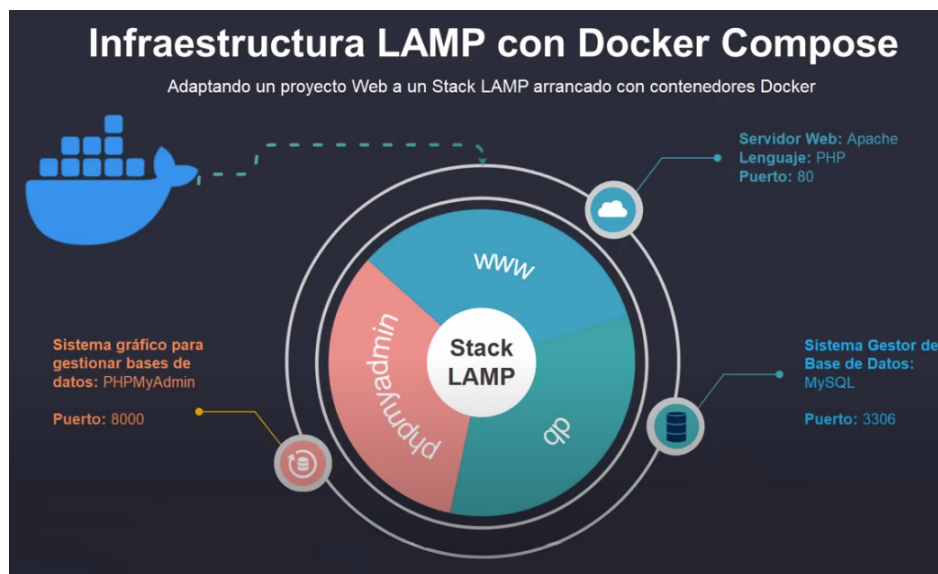 Infraestructura LAMP con Docker Compose
Adaptando un proyecto Web a un Stack LAMP arrancado con contenedores Docker
Servidor Web: Apache
Lenguaje: PHP
Puerto: 80
www
phpmyadmin
db
Stack
LAMP
Sistema gráfico para
gestionar bases de
datos: PHPMyAdmin
Puerto: 8000
Sistema Gestor de
Base de Datos:
MySQL
Puerto: 3306